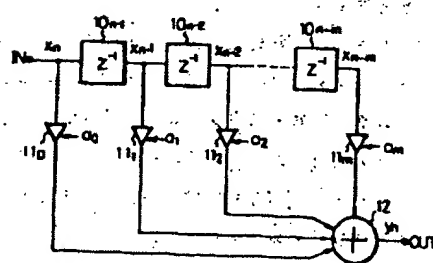 10n-1 10n-2 10n-m
IN xn Z⁻¹ xn-1 Z⁻¹ xn-2 Z⁻¹ xn-m
11₀ a₀ 11₁ a₁ 11₂ a₂ 11m am
12
+ yn OUT